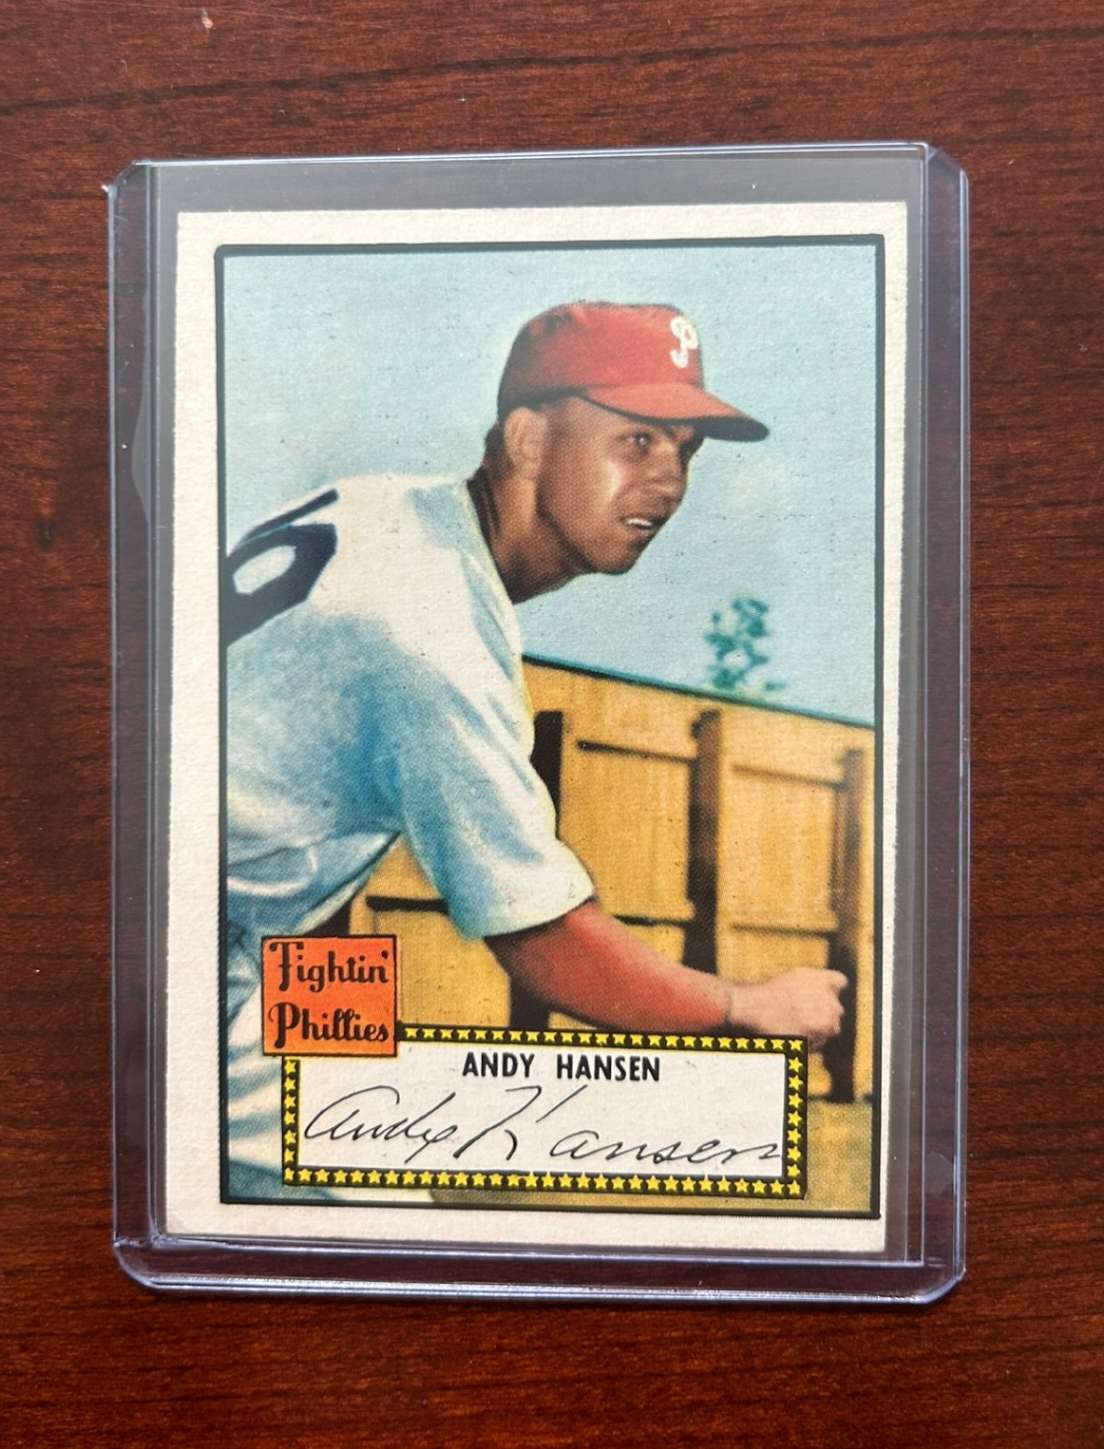 P
Fightin'
Phillies
ANDY HANSEN
Andy Hansen